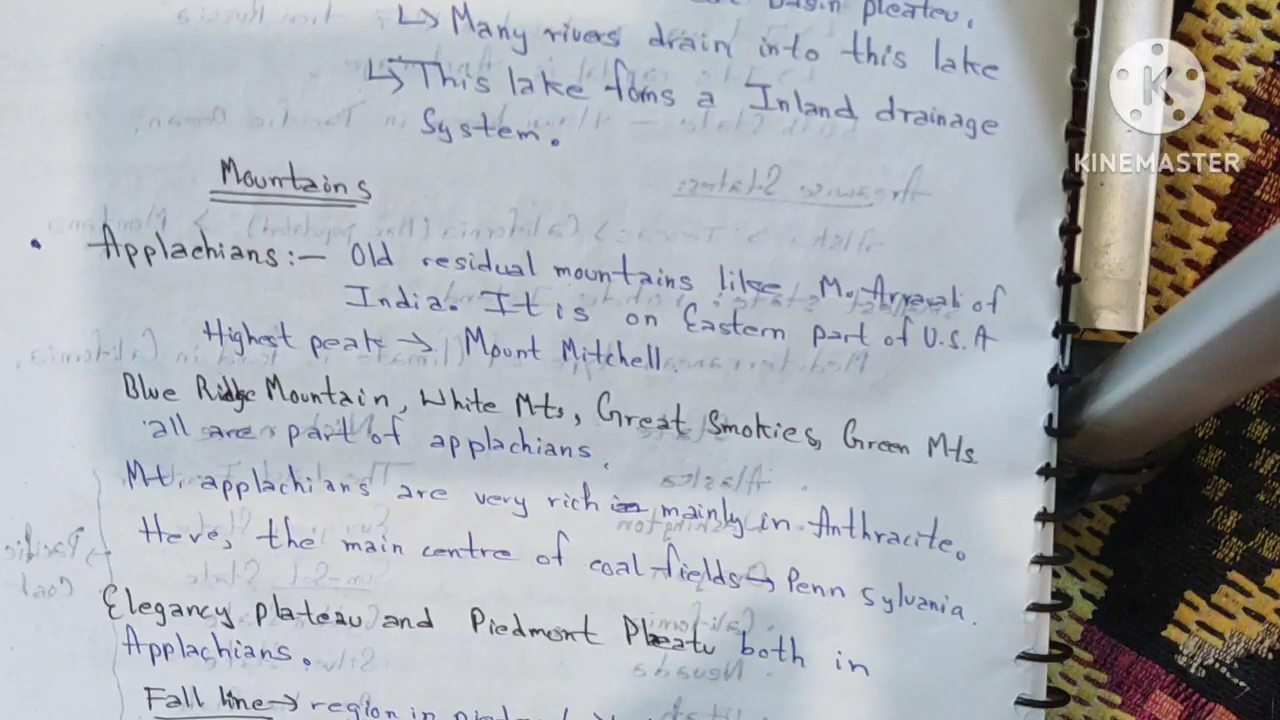 basin pleateu.
↳ Many rivers drain into this lake
↳ This lake foms a Inland drainage
System.
KINEMASTER
Mountains
• Applachians:— Old residual mountains like M. Arravali of
India. It is on Eastern part of U.S.A
Highest peak → Mount Mitchell.
Blue Ridge Mountain, White Mts, Great Smokies, Green Mts.
all are part of applachians.
Mt. applachians are very rich in mainly in Anthracite.
Here, the main centre of coal fields → Penn sylvania.
Elegancy plateau and Piedmont Pleatu both in
Applachians.
Fall line → region in